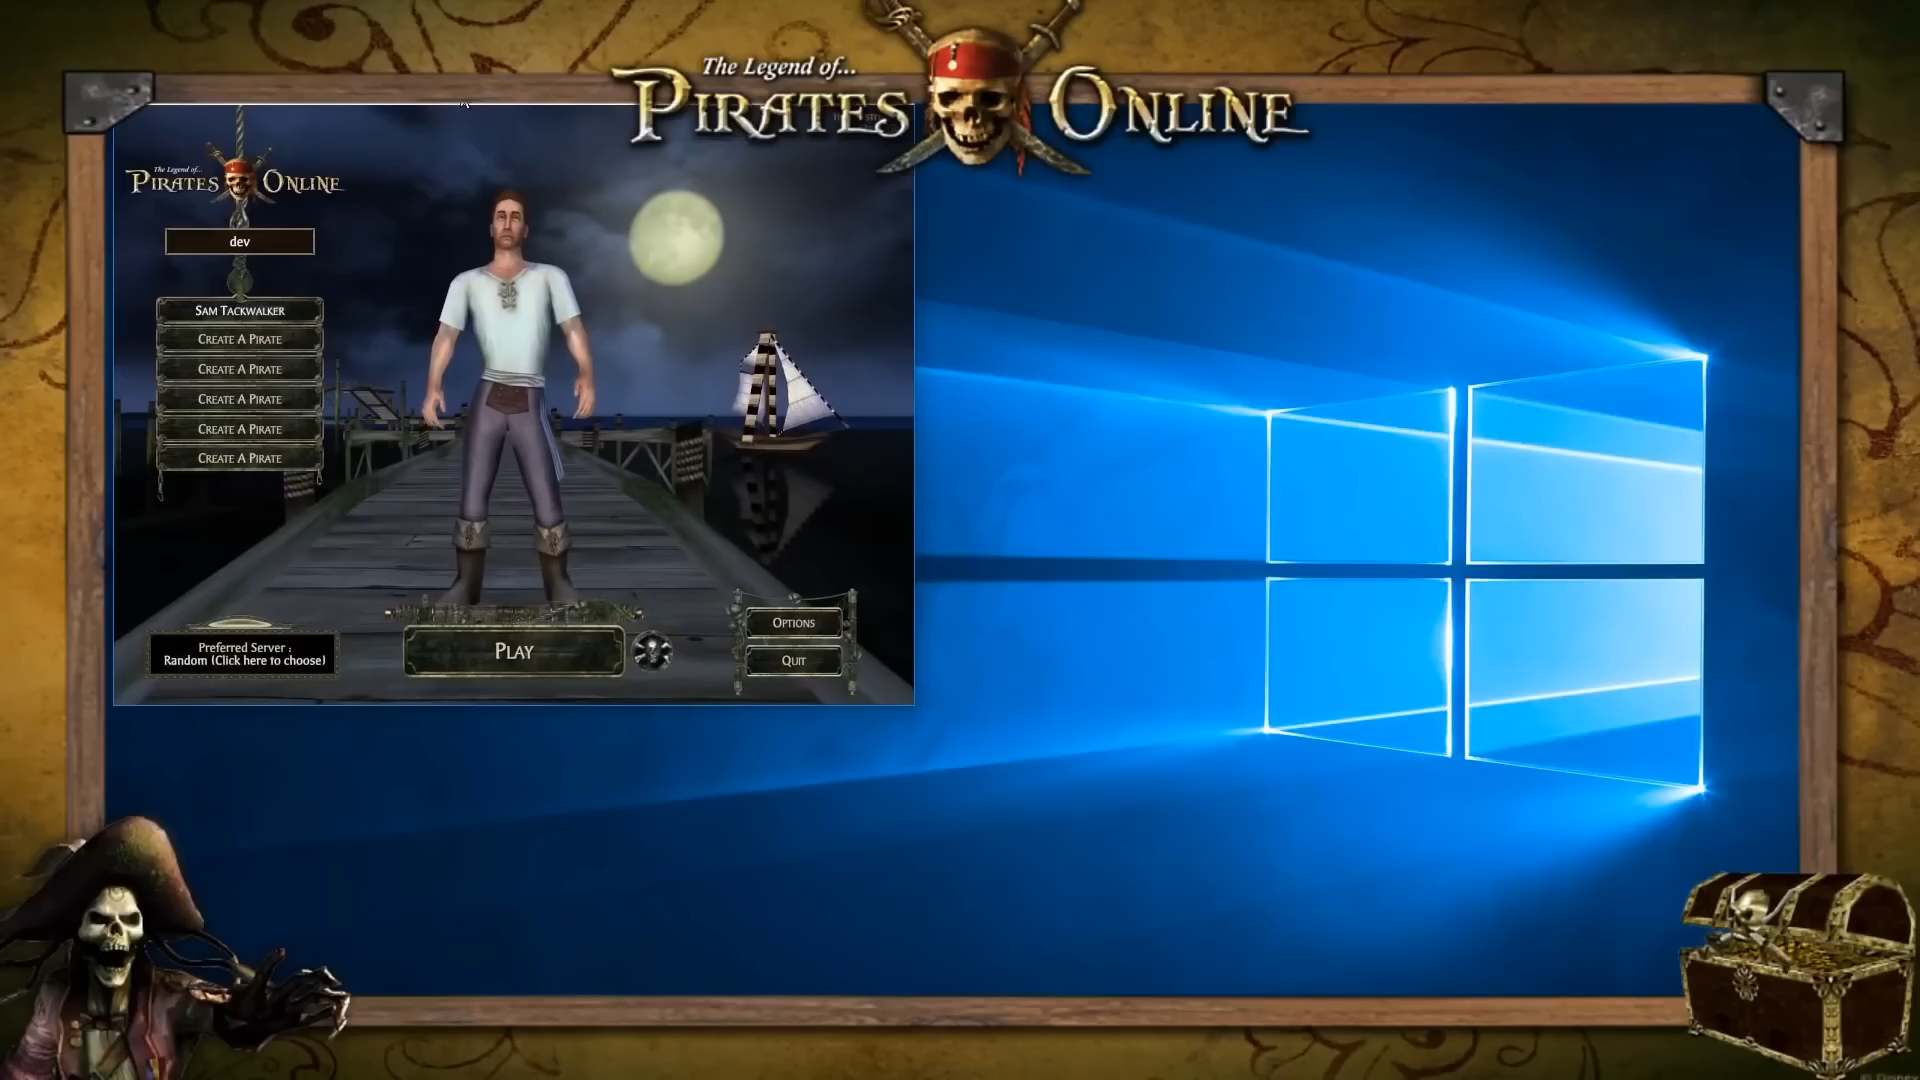 The Legend of...
PIRATES ONLINE
The Legend of...
PIRATES ONLINE
dev
SAM TACKWALKER
CREATE A PIRATE
CREATE A PIRATE
CREATE A PIRATE
CREATE A PIRATE
CREATE A PIRATE
Preferred Server :
Random (Click here to choose)
PLAY
OPTIONS
QUIT
© Disney